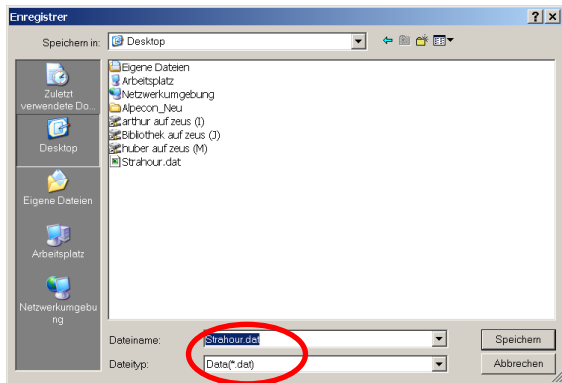 Enregistrer
Speichern in:
Desktop
Zuletzt
verwendete Do...
Desktop
Eigene Dateien
Arbeitsplatz
Netzwerkumgebu
ng
Eigene Dateien
Arbeitsplatz
Netzwerkumgebung
Alpecon_Neu
arthur auf zeus (I)
Bibliothek auf zeus (J)
huber auf zeus (M)
Strahour.dat
Dateiname:
Strahour.dat
Speichern
Dateityp:
Data(*.dat)
Abbrechen